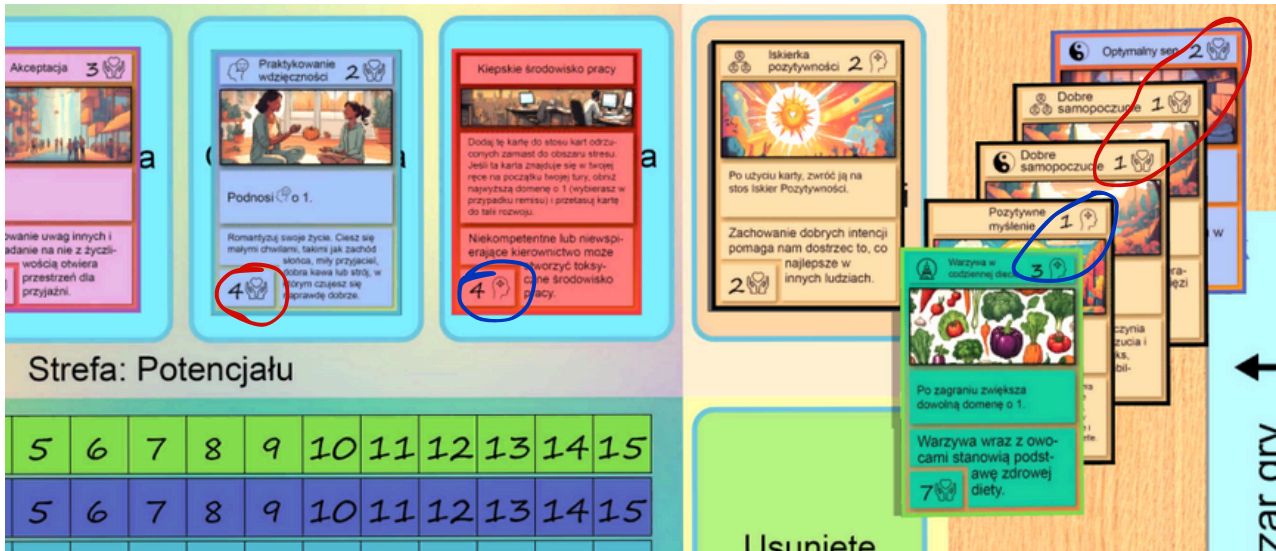 Akceptacja 3
owanie uwag innych i
adanie na nie z życzli-
wością otwiera
przestrzeń dla
przyjaźni.
Praktykowanie
wdzięczności 2
Podnosi o 1.
Romantyzuj swoje życie. Ciesz się
małymi chwilami, takimi jak zachód
słońca, miły przyjaciel,
dobra kawa lub strój, w
którym czujesz się
naprawdę dobrze.
4
Kiepskie środowisko pracy
Dodaj tę kartę do stosu kart odrzu-
conych zamiast do obszaru stresu.
Jeśli ta karta znajduje się w twojej
ręce na początku twojej tury, obniż
najwyższą domenę o 1 (wybierasz w
przypadku remisu) i przetasuj kartę
do talii rozwoju.
Niekompetentne lub niewspi-
erające kierownictwo może
tworzyć toksy-
czne środowisko
pracy.
4
Iskierka
pozytywności 2
Po użyciu karty, zwróć ją na
stos Iskier Pozytywności.
Zachowanie dobrych intencji
pomaga nam dostrzec to, co
najlepsze w
innych ludziach.
2
Optymalny sen 2
Dobre
samopoczucie 1
Dobre
samopoczucie 1
Pozytywne
myślenie 1
Warzywa w
codziennej diecie 3
Po zagraniu zwiększa
dowolną domenę o 1.
Warzywa wraz z owo-
cami stanowią podst-
awę zdrowej
diety.
7
Strefa: Potencjału
5 6 7 8 9 10 11 12 13 14 15
5 6 7 8 9 10 11 12 13 14 15
Usunięte